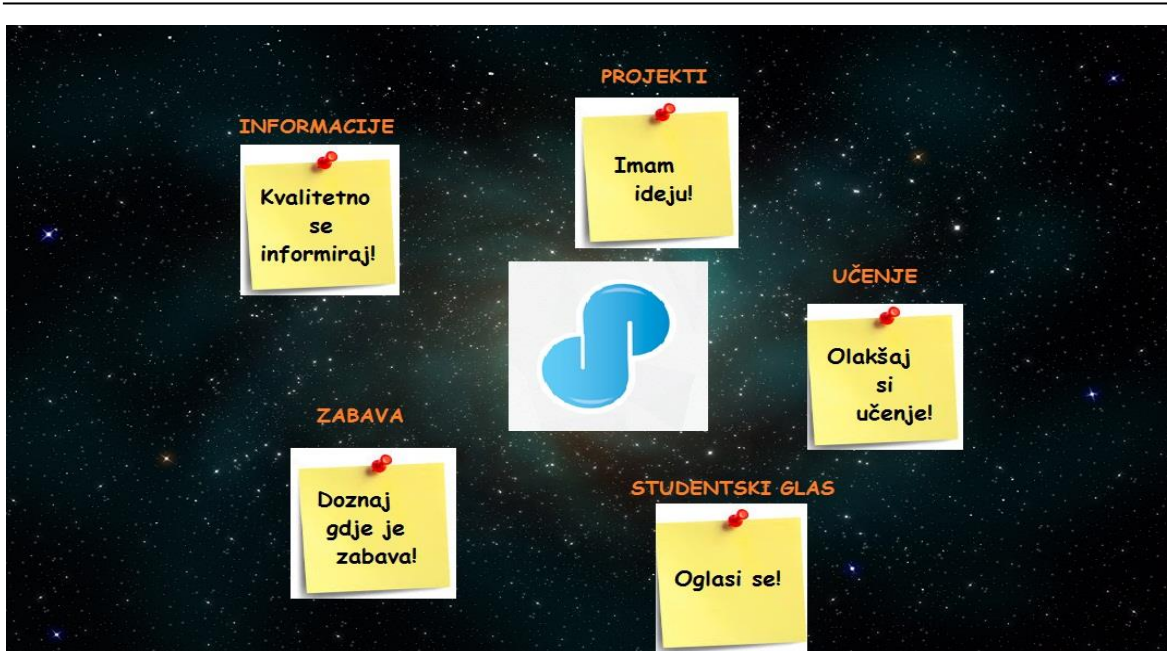 PROJEKTI
Imam
ideju!
INFORMACIJE
Kvalitetno
se
informiraj!
UČENJE
Olakšaj
si
učenje!
ZABAVA
Doznaj
gdje je
zabava!
STUDENTSKI GLAS
Oglasi se!